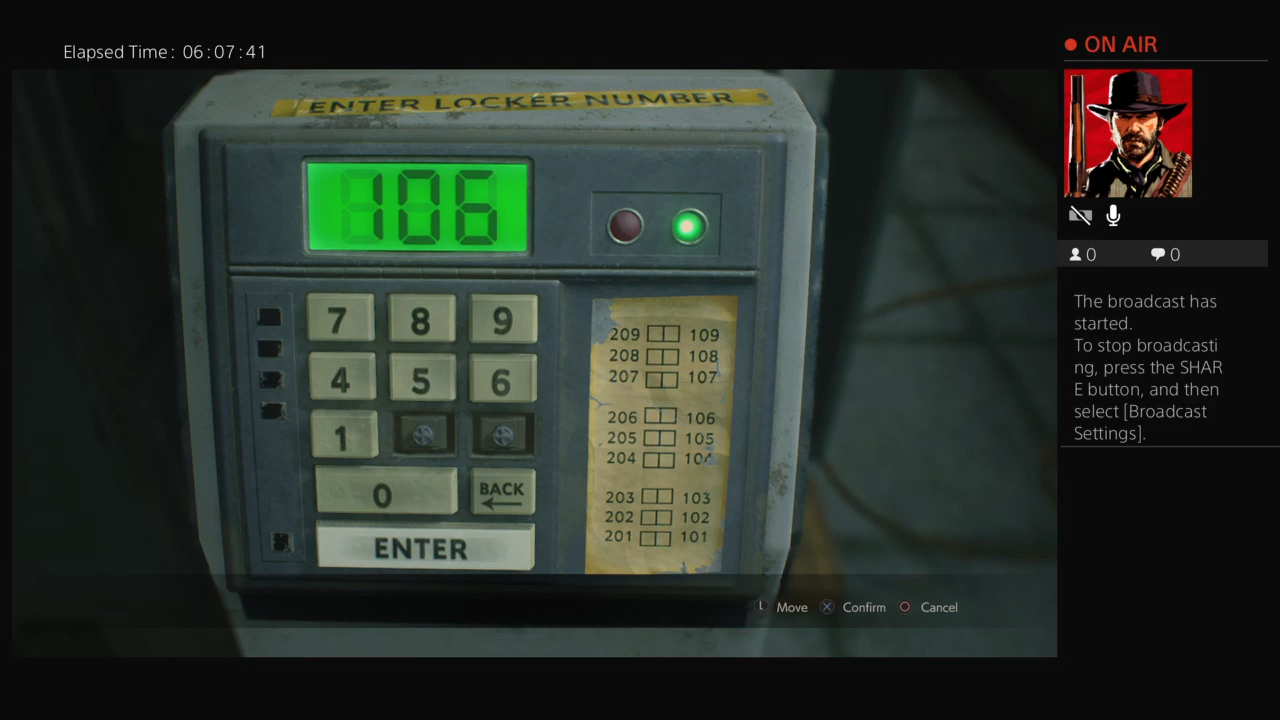 Elapsed Time: 06:07:41
ON AIR
ENTER LOCKER NUMBER
106
7 8 9
4 5 6
1
0 BACK
ENTER
209 109
208 108
207 107
206 106
205 105
204 104
203 103
202 102
201 101
L Move Confirm Cancel
0 0
The broadcast has
started.
To stop broadcasti
ng, press the SHAR
E button, and then
select [Broadcast
Settings].